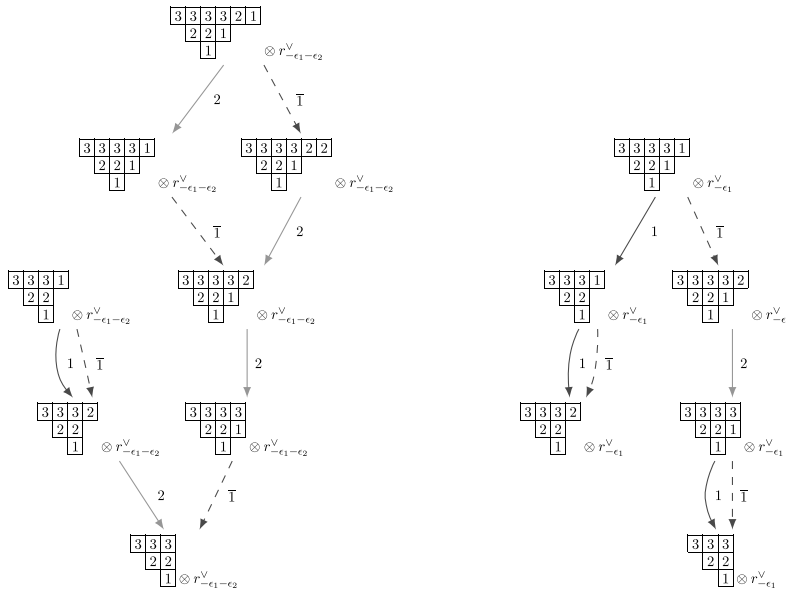 3 3 3 3 2 1
2 2 1
1 ⊗ r^∨_{−ϵ₁−ϵ₂}
2 1̅
3 3 3 3 1 3 3 3 3 2 2 3 3 3 3 1
2 2 1 2 2 1 2 2 1
1 ⊗ r^∨_{−ϵ₁−ϵ₂} 1 ⊗ r^∨_{−ϵ₁−ϵ₂} 1 ⊗ r^∨_{−ϵ₁}
1̅ 2 1 1̅
3 3 3 1 3 3 3 3 2 3 3 3 1 3 3 3 3 2
2 2 2 2 1 2 2 2 2 1
1 ⊗ r^∨_{−ϵ₁−ϵ₂} 1 ⊗ r^∨_{−ϵ₁−ϵ₂} 1 ⊗ r^∨_{−ϵ₁} 1 ⊗ r^∨_{−ϵ
1 1̅ 2 1 1̅ 2
3 3 3 2 3 3 3 3 3 3 3 2 3 3 3 3
2 2 2 2 1 2 2 2 2 1
1 ⊗ r^∨_{−ϵ₁−ϵ₂} 1 ⊗ r^∨_{−ϵ₁−ϵ₂} 1 ⊗ r^∨_{−ϵ₁} 1 ⊗ r^∨_{−ϵ₁}
2 1̅ 1 1̅
3 3 3 3 3 3
2 2 2 2
1 ⊗ r^∨_{−ϵ₁−ϵ₂} 1 ⊗ r^∨_{−ϵ₁}